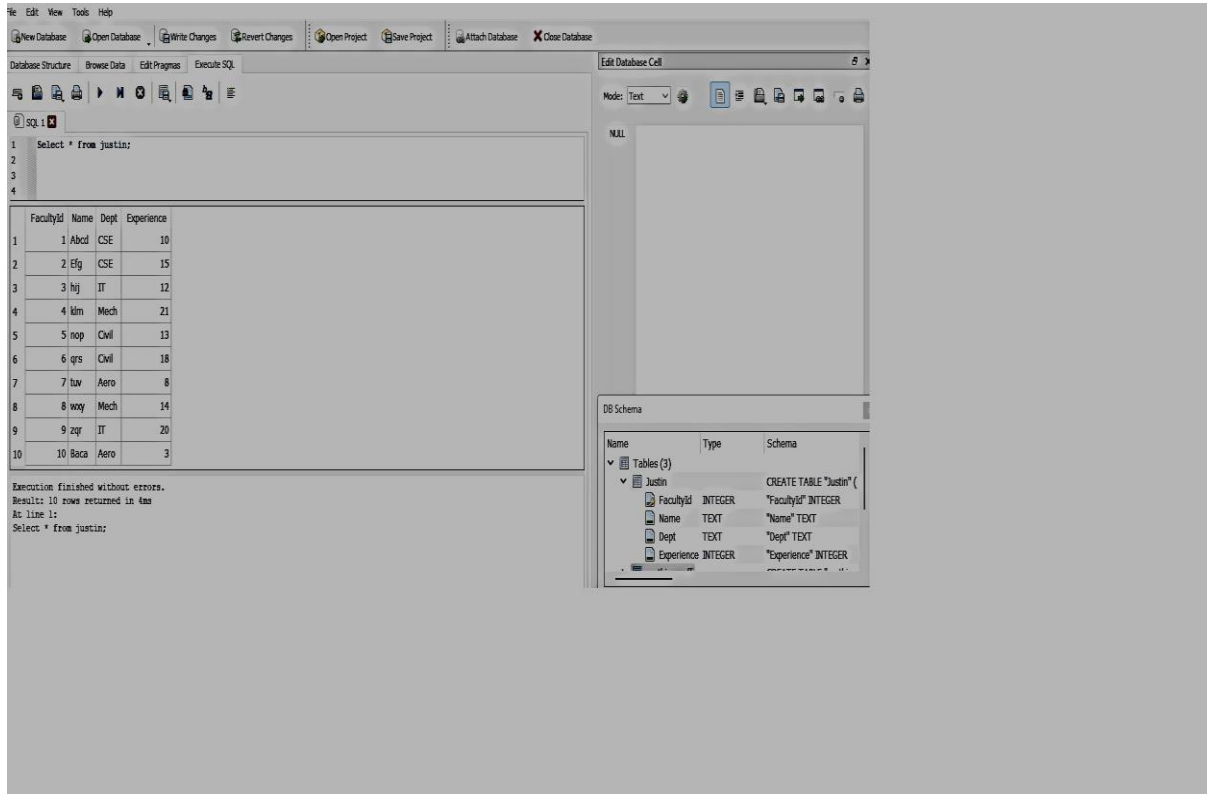 File Edit View Tools Help
New Database Open Database Write Changes Revert Changes Open Project Save Project Attach Database Close Database
Database Structure Browse Data Edit Pragmas Execute SQL
SQL 1
1 Select * from justin;
2
3
4
FacultyId Name Dept Experience
1 1 Abcd CSE 10
2 2 Efg CSE 15
3 3 hij IT 12
4 4 klm Mech 21
5 5 nop Civil 13
6 6 qrs Civil 18
7 7 tuv Aero 8
8 8 wxy Mech 14
9 9 zqr IT 20
10 10 Baca Aero 3
Execution finished without errors.
Result: 10 rows returned in 4ms
At line 1:
Select * from justin;
Edit Database Cell
Mode: Text
NULL
DB Schema
Name Type Schema
Tables (3)
Justin CREATE TABLE "Justin" (
FacultyId INTEGER "FacultyId" INTEGER
Name TEXT "Name" TEXT
Dept TEXT "Dept" TEXT
Experience INTEGER "Experience" INTEGER